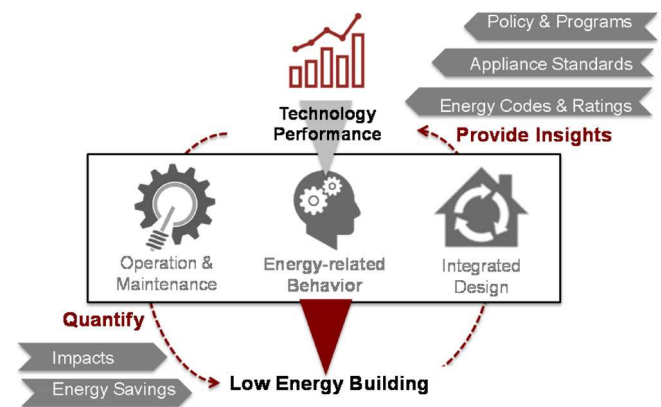 Policy & Programs
Appliance Standards
Energy Codes & Ratings
Technology
Performance
Provide Insights
Operation &
Maintenance
Energy-related
Behavior
Integrated
Design
Quantify
Impacts
Energy Savings
Low Energy Building